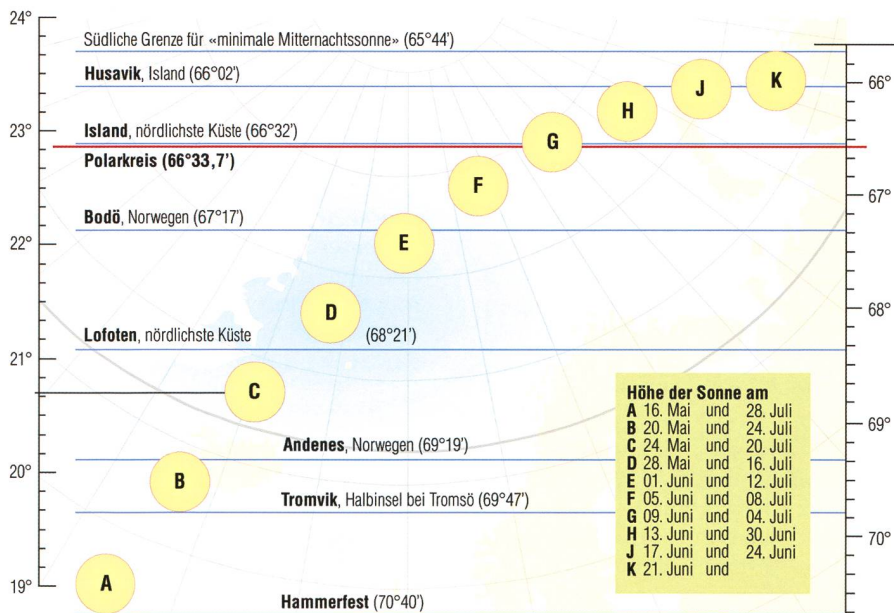 24°
Südliche Grenze für «minimale Mitternachtssonne» (65°44')
Husavik, Island (66°02')
J
K
66°
H
23°
Island, nördlichste Küste (66°32')
G
Polarkreis (66°33,7')
F
67°
Bodö, Norwegen (67°17')
22°
E
D
68°
Lofoten, nördlichste Küste (68°21')
21°
C
Höhe der Sonne am
A 16. Mai und 28. Juli
B 20. Mai und 24. Juli
C 24. Mai und 20. Juli
D 28. Mai und 16. Juli
E 01. Juni und 12. Juli
F 05. Juni und 08. Juli
G 09. Juni und 04. Juli
H 13. Juni und 30. Juni
J 17. Juni und 24. Juni
K 21. Juni und
69°
Andenes, Norwegen (69°19')
20°
B
Tromvik, Halbinsel bei Tromsö (69°47')
70°
19°
A
Hammerfest (70°40')